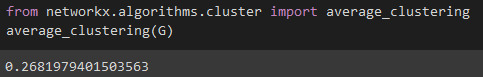 from networkx.algorithms.cluster import average_clustering
average_clustering(G)
0.2681979401503563